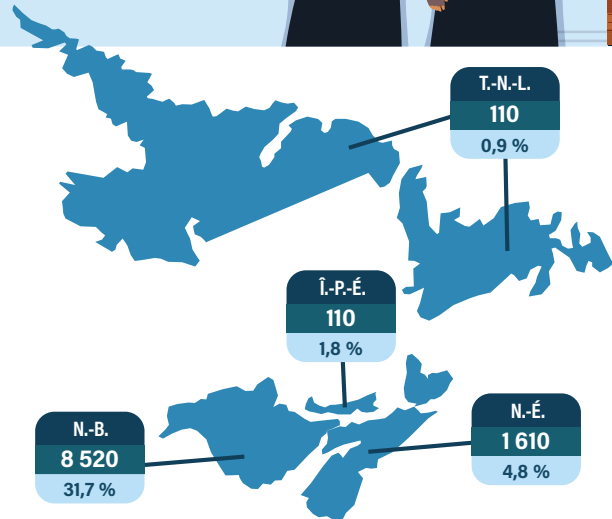 T.-N.-L.
110
0,9 %
Î.-P.-É.
110
1,8 %
N.-É.
1 610
4,8 %
N.-B.
8 520
31,7 %